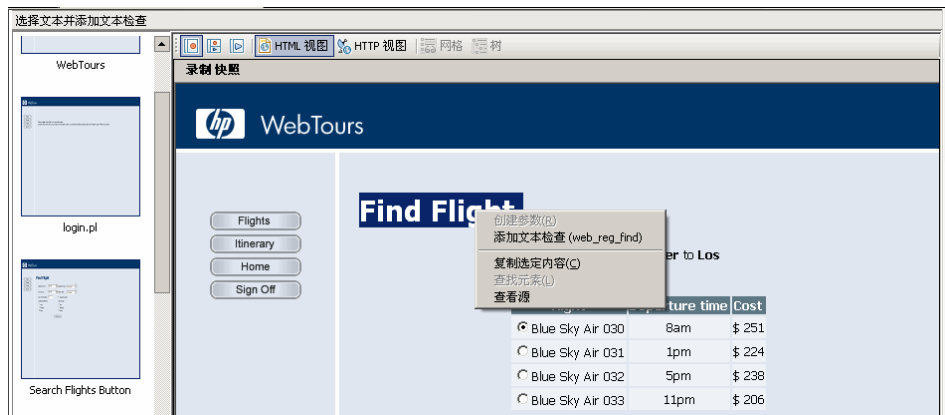 选择文本并添加文本检查
WebTours
login.pl
Search Flights Button
HTML 视图 HTTP 视图 网格 树
录制快照
hp WebTours
Flights
Itinerary
Home
Sign Off
Find Flight
创建参数(R)
添加文本检查 (web_reg_find)
复制选定内容(C)
查找元素(L)
查看源
er to Los
ture time Cost
Blue Sky Air 030 8am $ 251
Blue Sky Air 031 1pm $ 224
Blue Sky Air 032 5pm $ 238
Blue Sky Air 033 11pm $ 206